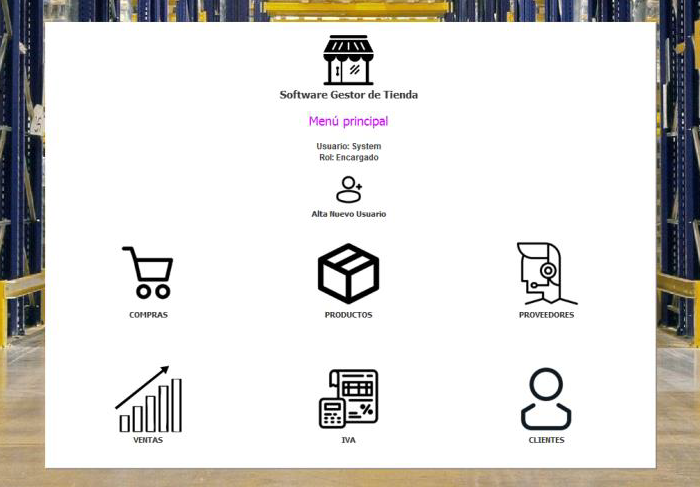 Software Gestor de Tienda
Menú principal
Usuario: System
Rol: Encargado
Alta Nuevo Usuario
COMPRAS
PRODUCTOS
PROVEEDORES
VENTAS
IVA
CLIENTES